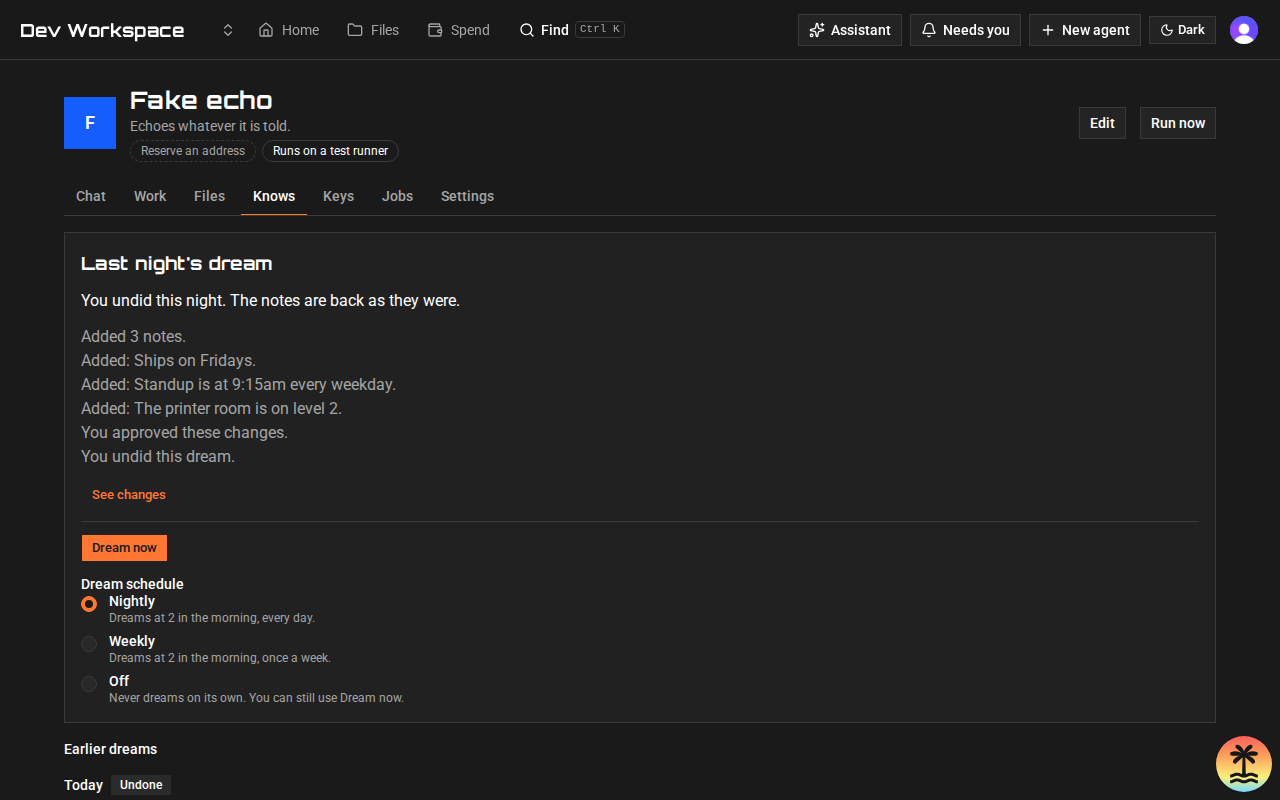 Dev Workspace
Home
Files
Spend
Find Ctrl K
Assistant
Needs you
New agent
Dark
F
Fake echo
Echoes whatever it is told.
Reserve an address
Runs on a test runner
Edit
Run now
Chat
Work
Files
Knows
Keys
Jobs
Settings
Last night's dream
You undid this night. The notes are back as they were.
Added 3 notes.
Added: Ships on Fridays.
Added: Standup is at 9:15am every weekday.
Added: The printer room is on level 2.
You approved these changes.
You undid this dream.
See changes
Dream now
Dream schedule
Nightly
Dreams at 2 in the morning, every day.
Weekly
Dreams at 2 in the morning, once a week.
Off
Never dreams on its own. You can still use Dream now.
Earlier dreams
Today Undone